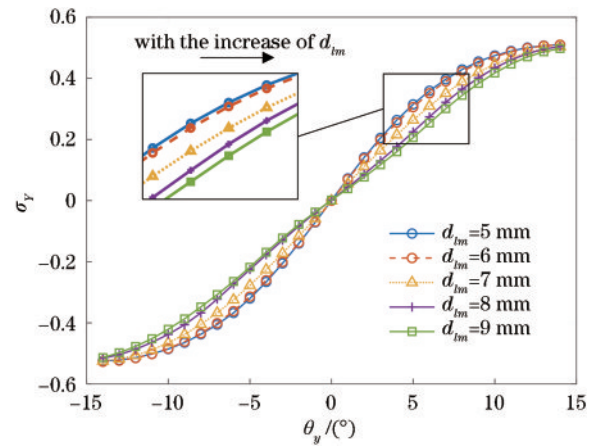 with the increase of d_lm
0.6
0.4
0.2
0
−0.2
−0.4
−0.6
σ_Y
d_lm=5 mm
d_lm=6 mm
d_lm=7 mm
d_lm=8 mm
d_lm=9 mm
−15 −10 −5 0 5 10 15
θ_y/(°)